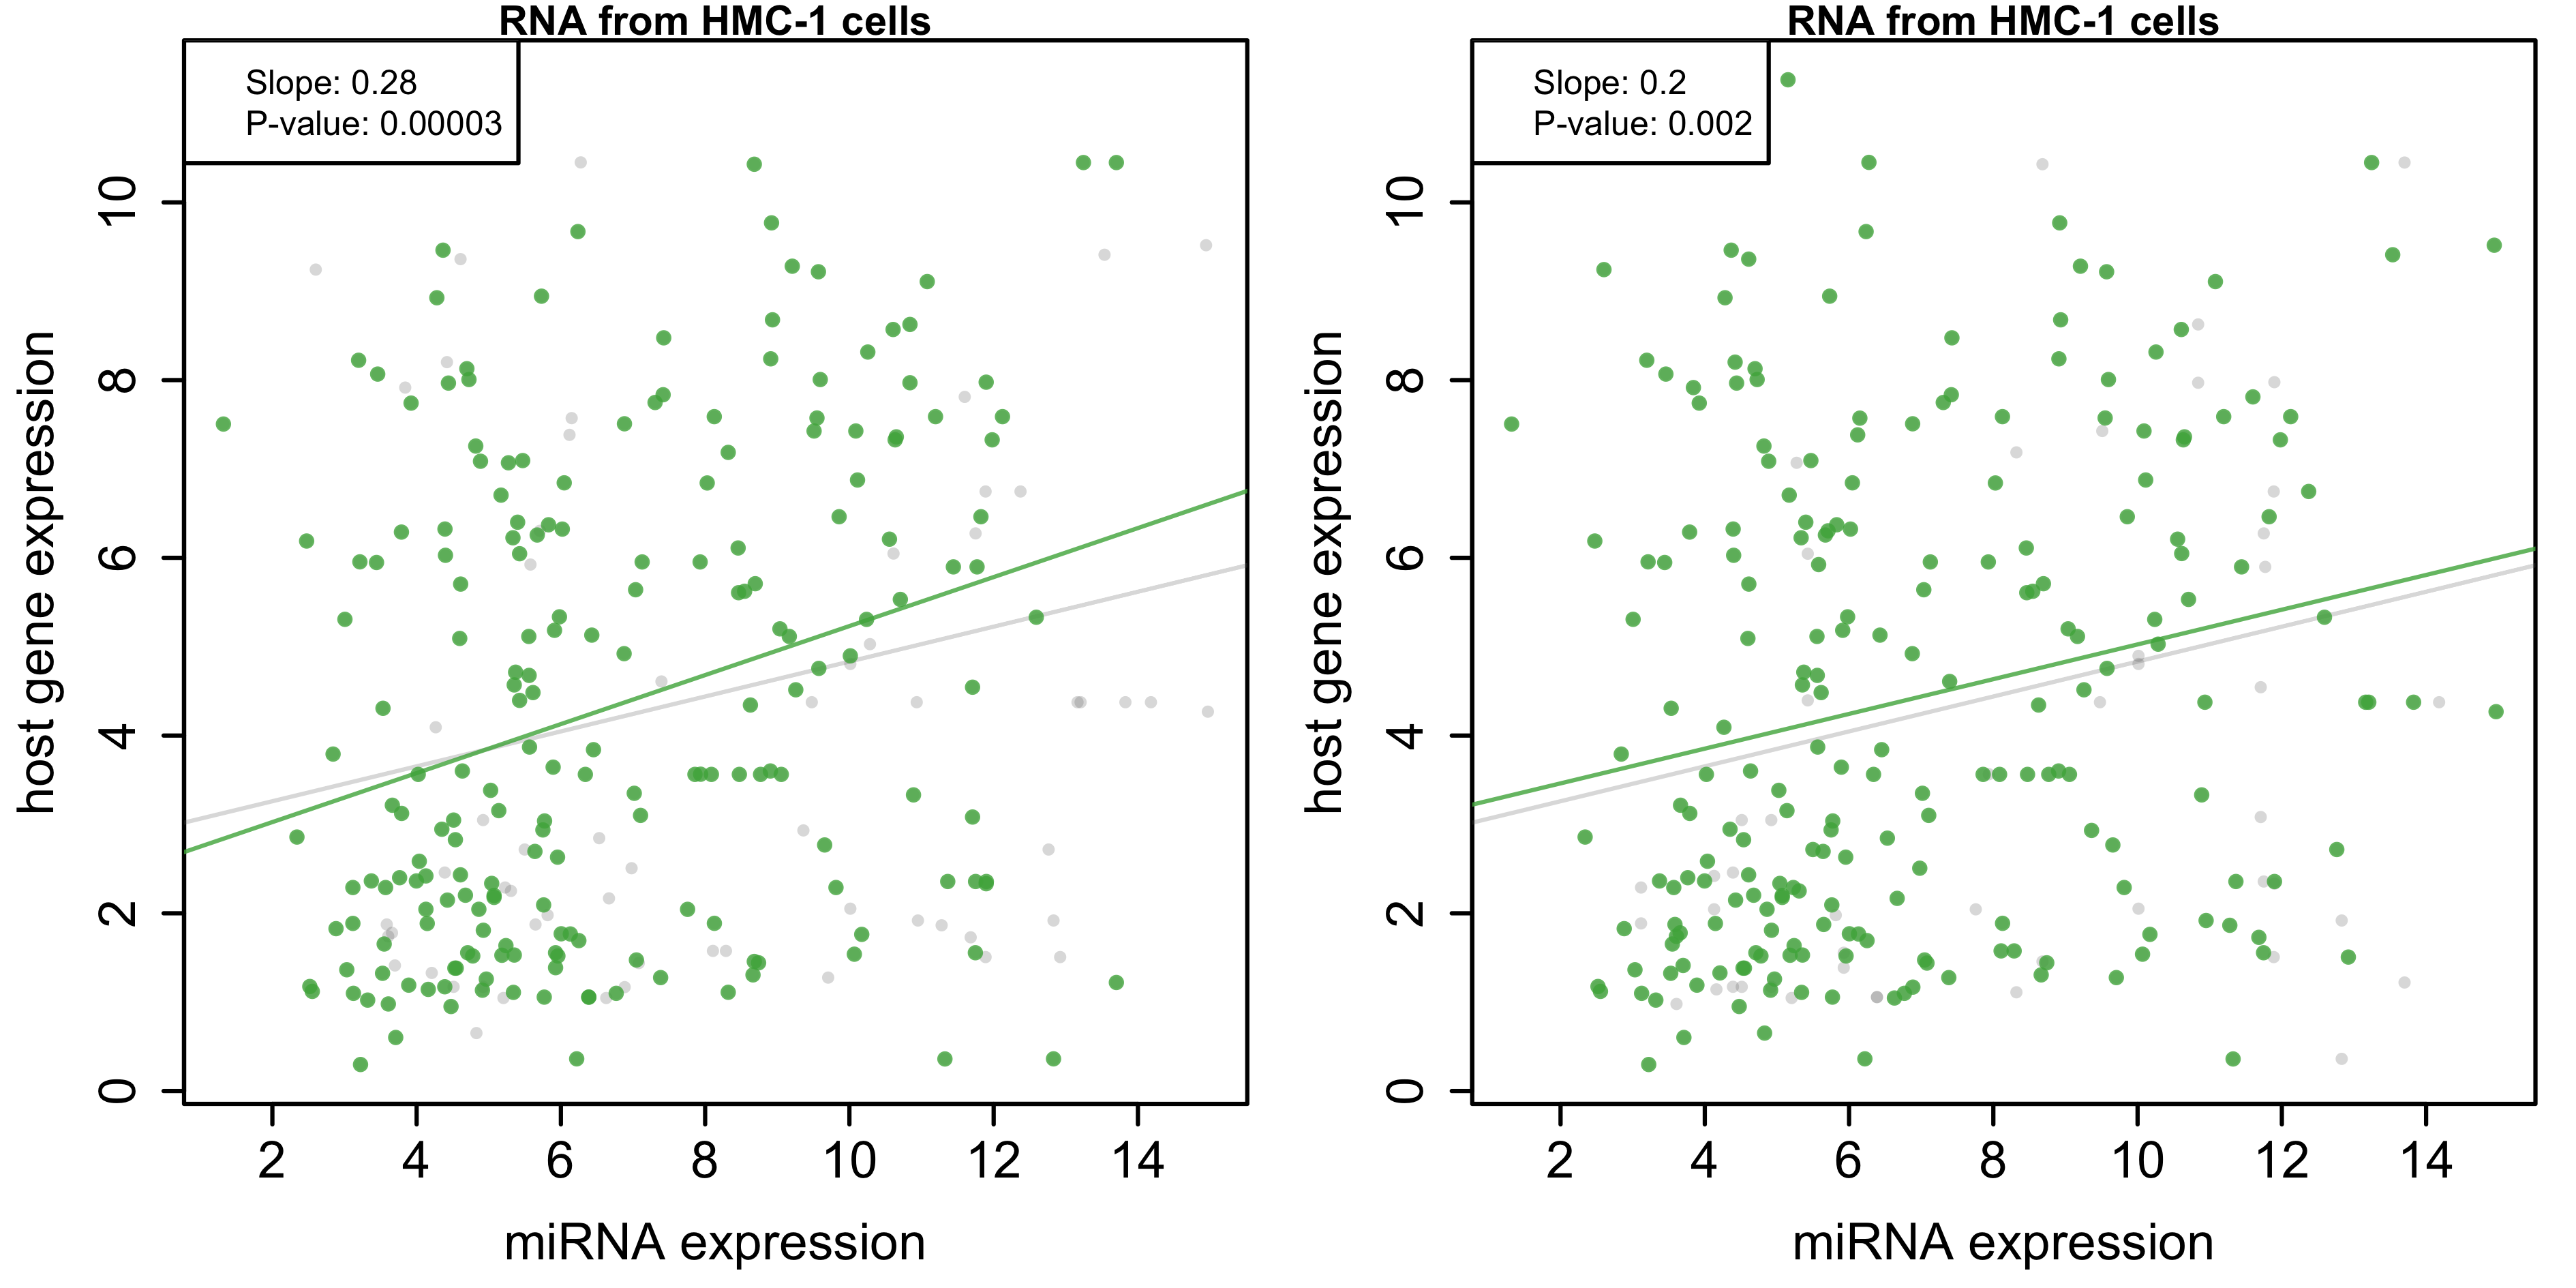 RNA from HMC-1 cells
Slope: 0.28
P-value: 0.00003
host gene expression
0 2 4 6 8 10
2 4 6 8 10 12 14
miRNA expression
RNA from HMC-1 cells
Slope: 0.2
P-value: 0.002
host gene expression
0 2 4 6 8 10
2 4 6 8 10 12 14
miRNA expression